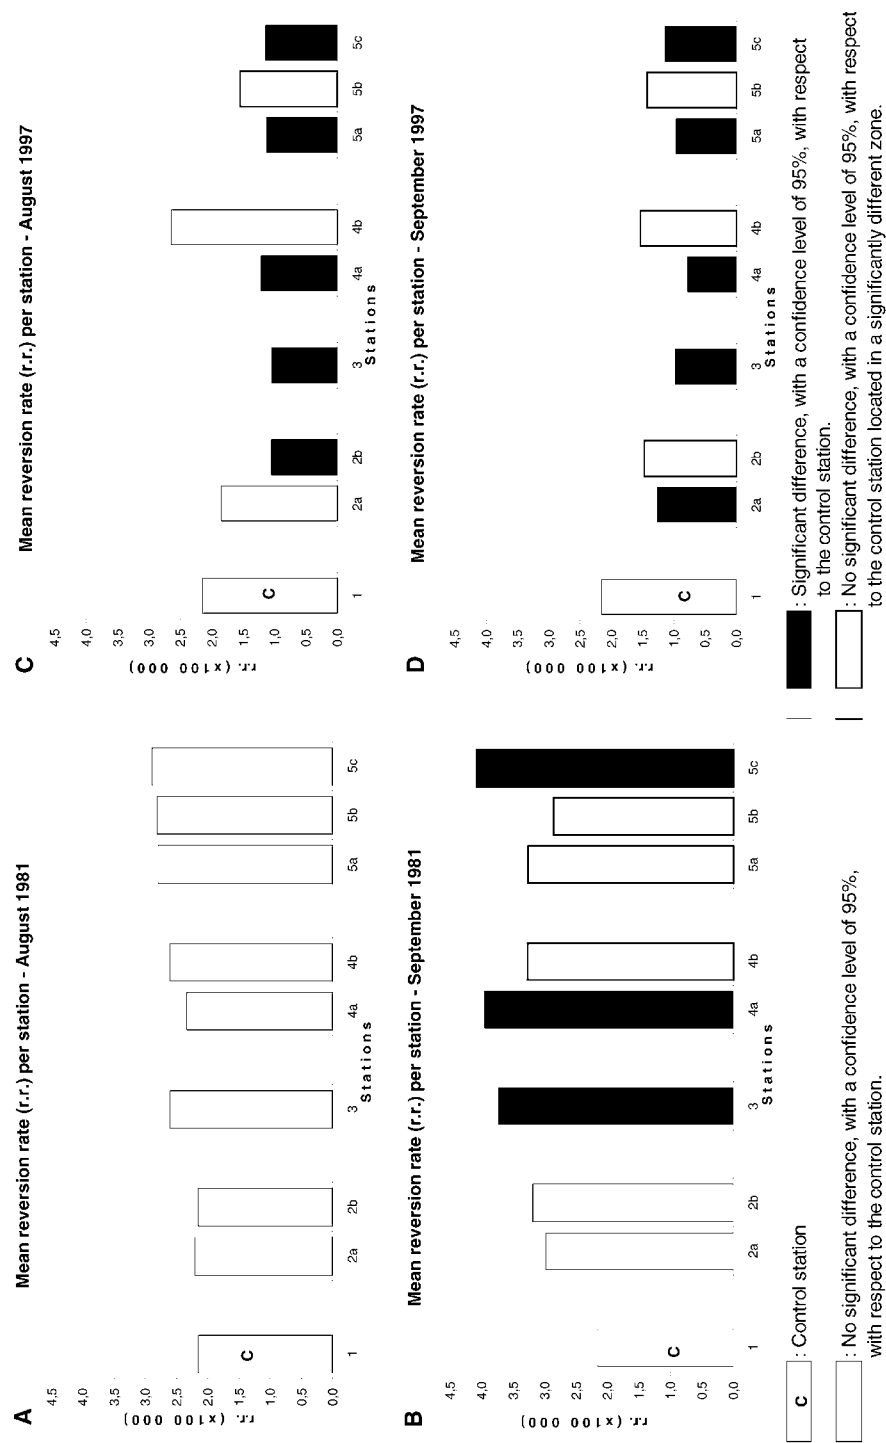 A
Mean reversion rate (r.r.) per station - August 1981
r.r. (x100 000)
4,5
4,0
3,5
3,0
2,5
2,0
1,5
1,0
0,5
0,0
C
1 2a 2b 3 4a 4b 5a 5b 5c
Stations
C
Mean reversion rate (r.r.) per station - August 1997
r.r. (x100 000)
4,5
4,0
3,5
3,0
2,5
2,0
1,5
1,0
0,5
0,0
C
1 2a 2b 3 4a 4b 5a 5b 5c
Stations
B
Mean reversion rate (r.r.) per station - September 1981
r.r. (x100 000)
4,5
4,0
3,5
3,0
2,5
2,0
1,5
1,0
0,5
0,0
C
1 2a 2b 3 4a 4b 5a 5b 5c
Stations
D
Mean reversion rate (r.r.) per station - September 1997
r.r. (x100 000)
4,5
4,0
3,5
3,0
2,5
2,0
1,5
1,0
0,5
0,0
C
1 2a 2b 3 4a 4b 5a 5b 5c
Stations
C : Control station
: No significant difference, with a confidence level of 95%,
with respect to the control station.
: Significant difference, with a confidence level of 95%, with respect
to the control station.
: No significant difference, with a confidence level of 95%, with respect
to the control station located in a significantly different zone.